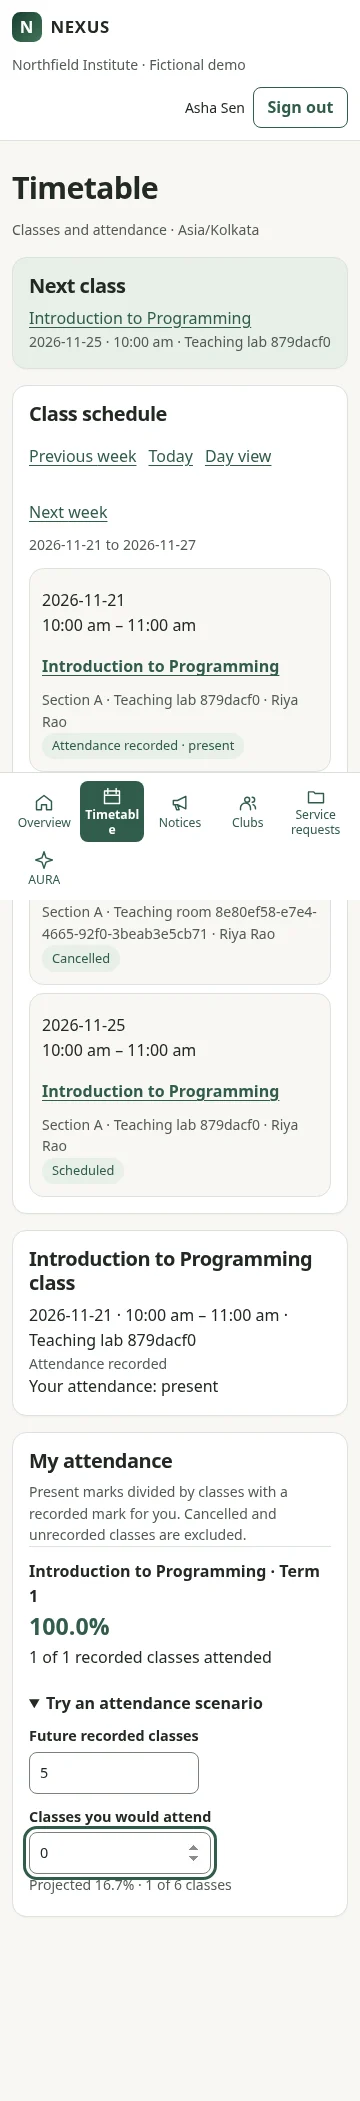 N NEXUS
Northfield Institute · Fictional demo
Asha Sen Sign out
Timetable
Classes and attendance · Asia/Kolkata
Next class
Introduction to Programming
2026-11-25 · 10:00 am · Teaching lab 879dacf0
Class schedule
Previous week Today Day view
Next week
2026-11-21 to 2026-11-27
2026-11-21
10:00 am – 11:00 am
Introduction to Programming
Section A · Teaching lab 879dacf0 · Riya
Rao
Attendance recorded · present
Overview Timetabl
e Notices Clubs Service
requests
AURA
Section A · Teaching room 8e80ef58-e7e4-
4665-92f0-3beab3e5cb71 · Riya Rao
Cancelled
2026-11-25
10:00 am – 11:00 am
Introduction to Programming
Section A · Teaching lab 879dacf0 · Riya
Rao
Scheduled
Introduction to Programming
class
2026-11-21 · 10:00 am – 11:00 am ·
Teaching lab 879dacf0
Attendance recorded
Your attendance: present
My attendance
Present marks divided by classes with a
recorded mark for you. Cancelled and
unrecorded classes are excluded.
Introduction to Programming · Term
1
100.0%
1 of 1 recorded classes attended
▼ Try an attendance scenario
Future recorded classes
5
Classes you would attend
0
Projected 16.7% · 1 of 6 classes